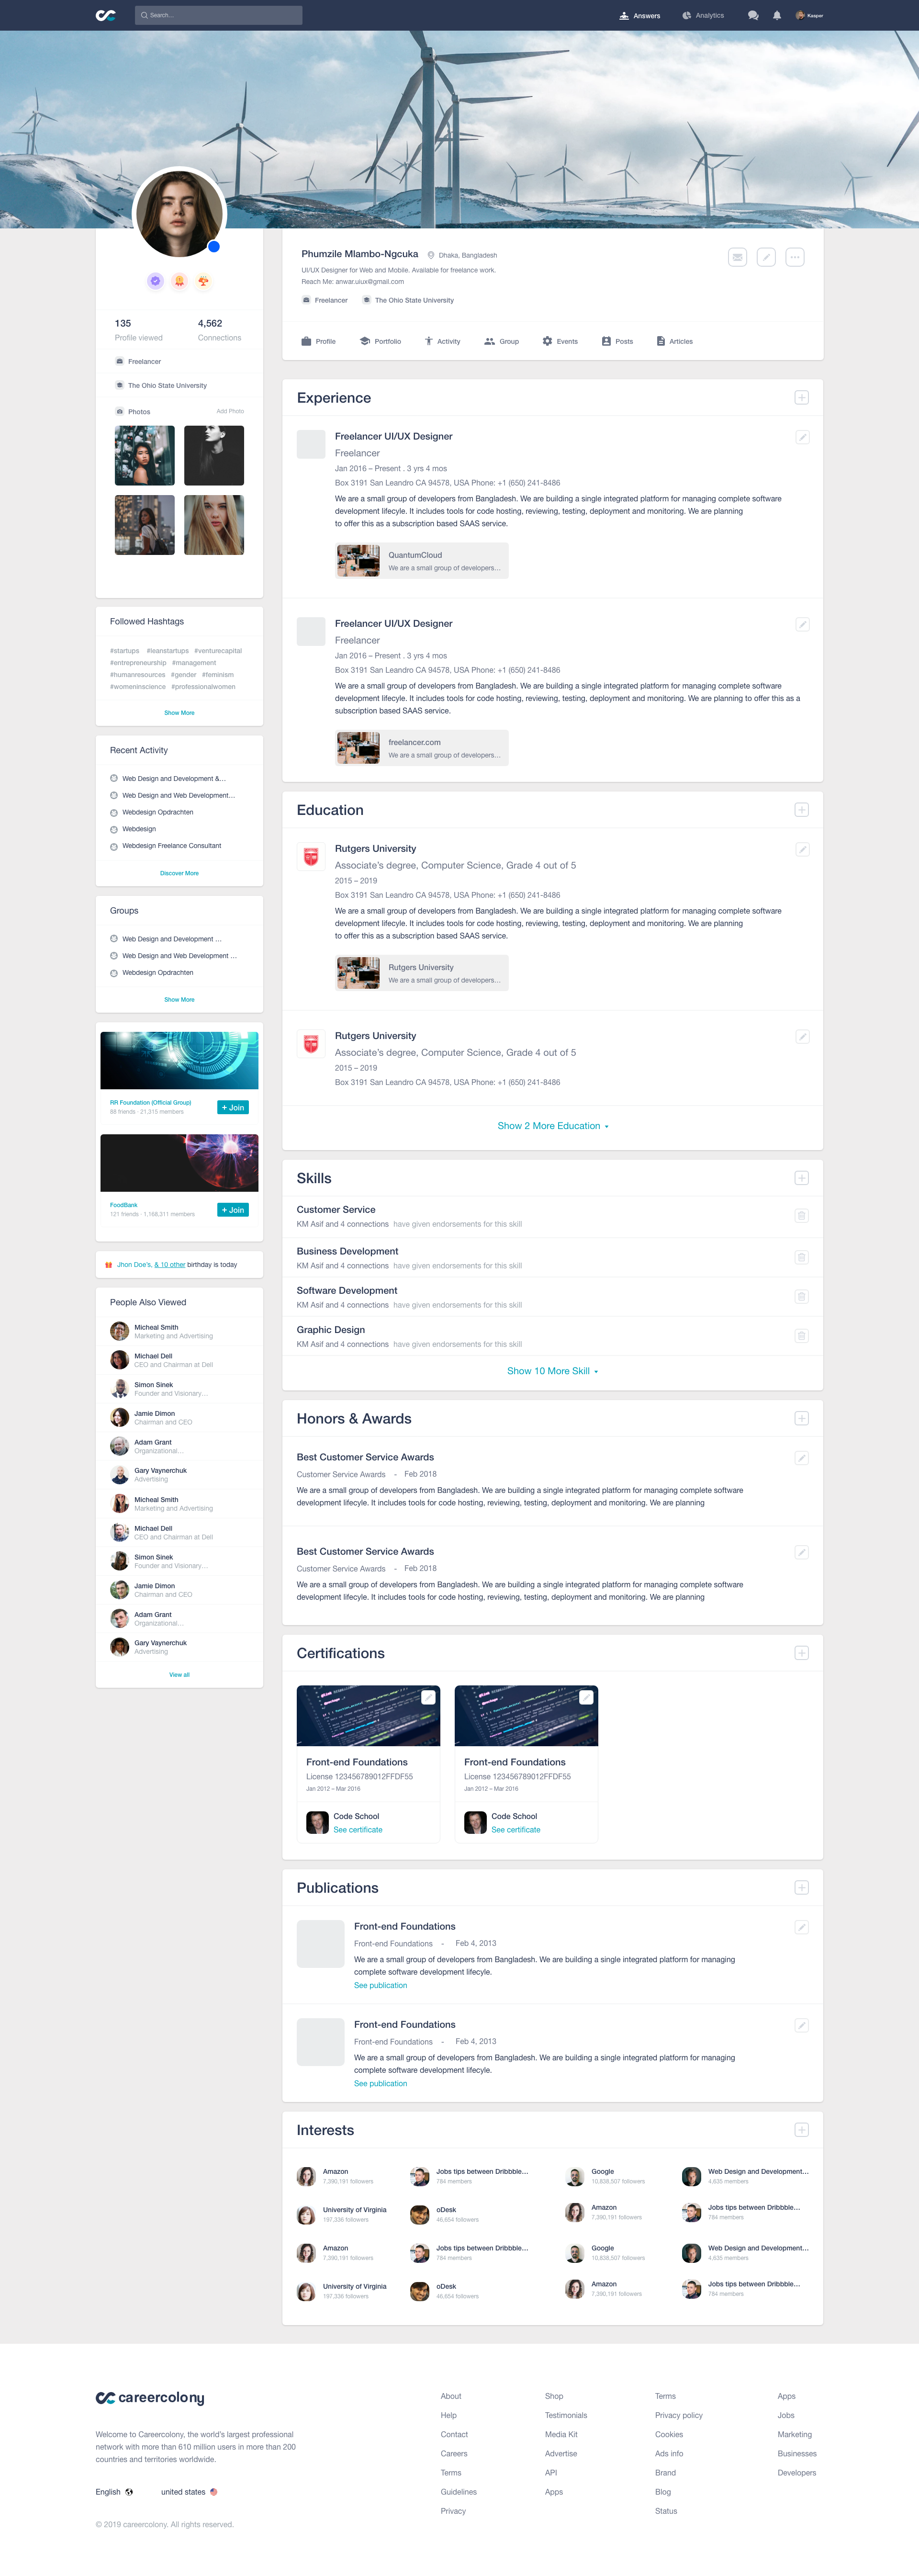 Search...
Answers
Analytics
Kasper
Phumzile Mlambo-Ngcuka
Dhaka, Bangladesh
UI/UX Designer for Web and Mobile. Available for freelance work.
Reach Me: anwar.uiux@gmail.com
Freelancer
The Ohio State University
Profile
Portfolio
Activity
Group
Events
Posts
Articles
135
4,562
Profile viewed
Connections
Freelancer
The Ohio State University
Photos
Add Photo
Followed Hashtags
#startups #leanstartups #venturecapital
#entrepreneurship #management
#humanresources #gender #feminism
#womeninscience #professionalwomen
Show More
Recent Activity
Web Design and Development &...
Web Design and Web Development...
Webdesign Opdrachten
Webdesign
Webdesign Freelance Consultant
Discover More
Groups
Web Design and Development ...
Web Design and Web Development ...
Webdesign Opdrachten
Show More
RR Foundation (Official Group)
88 friends · 21,315 members
+ Join
FoodBank
121 friends · 1,168,311 members
+ Join
Jhon Doe's, & 10 other birthday is today
People Also Viewed
Micheal Smith
Marketing and Advertising
Michael Dell
CEO and Chairman at Dell
Simon Sinek
Founder and Visionary...
Jamie Dimon
Chairman and CEO
Adam Grant
Organizational...
Gary Vaynerchuk
Advertising
Micheal Smith
Marketing and Advertising
Michael Dell
CEO and Chairman at Dell
Simon Sinek
Founder and Visionary...
Jamie Dimon
Chairman and CEO
Adam Grant
Organizational...
Gary Vaynerchuk
Advertising
View all
Experience
Freelancer UI/UX Designer
Freelancer
Jan 2016 – Present . 3 yrs 4 mos
Box 3191 San Leandro CA 94578, USA Phone: +1 (650) 241-8486
We are a small group of developers from Bangladesh. We are building a single integrated platform for managing complete software
development lifecyle. It includes tools for code hosting, reviewing, testing, deployment and monitoring. We are planning
to offer this as a subscription based SAAS service.
QuantumCloud
We are a small group of developers...
Freelancer UI/UX Designer
Freelancer
Jan 2016 – Present . 3 yrs 4 mos
Box 3191 San Leandro CA 94578, USA Phone: +1 (650) 241-8486
We are a small group of developers from Bangladesh. We are building a single integrated platform for managing complete software
development lifecyle. It includes tools for code hosting, reviewing, testing, deployment and monitoring. We are planning to offer this as a
subscription based SAAS service.
freelancer.com
We are a small group of developers...
Education
Rutgers University
Associate's degree, Computer Science, Grade 4 out of 5
2015 – 2019
Box 3191 San Leandro CA 94578, USA Phone: +1 (650) 241-8486
We are a small group of developers from Bangladesh. We are building a single integrated platform for managing complete software
development lifecyle. It includes tools for code hosting, reviewing, testing, deployment and monitoring. We are planning
to offer this as a subscription based SAAS service.
Rutgers University
We are a small group of developers...
Rutgers University
Associate's degree, Computer Science, Grade 4 out of 5
2015 – 2019
Box 3191 San Leandro CA 94578, USA Phone: +1 (650) 241-8486
Show 2 More Education
Skills
Customer Service
KM Asif and 4 connections have given endorsements for this skill
Business Development
KM Asif and 4 connections have given endorsements for this skill
Software Development
KM Asif and 4 connections have given endorsements for this skill
Graphic Design
KM Asif and 4 connections have given endorsements for this skill
Show 10 More Skill
Honors & Awards
Best Customer Service Awards
Customer Service Awards - Feb 2018
We are a small group of developers from Bangladesh. We are building a single integrated platform for managing complete software
development lifecyle. It includes tools for code hosting, reviewing, testing, deployment and monitoring. We are planning
Best Customer Service Awards
Customer Service Awards - Feb 2018
We are a small group of developers from Bangladesh. We are building a single integrated platform for managing complete software
development lifecyle. It includes tools for code hosting, reviewing, testing, deployment and monitoring. We are planning
Certifications
Front-end Foundations
License 123456789012FFDF55
Jan 2012 – Mar 2016
Code School
See certificate
Front-end Foundations
License 123456789012FFDF55
Jan 2012 – Mar 2016
Code School
See certificate
Publications
Front-end Foundations
Front-end Foundations - Feb 4, 2013
We are a small group of developers from Bangladesh. We are building a single integrated platform for managing
complete software development lifecyle.
See publication
Front-end Foundations
Front-end Foundations - Feb 4, 2013
We are a small group of developers from Bangladesh. We are building a single integrated platform for managing
complete software development lifecyle.
See publication
Interests
Amazon
7,390,191 followers
Jobs tips between Dribbble...
784 members
Google
10,838,507 followers
Web Design and Development...
4,635 members
University of Virginia
197,336 followers
oDesk
46,654 followers
Amazon
7,390,191 followers
Jobs tips between Dribbble...
784 members
Amazon
7,390,191 followers
Jobs tips between Dribbble...
784 members
Google
10,838,507 followers
Web Design and Development...
4,635 members
University of Virginia
197,336 followers
oDesk
46,654 followers
Amazon
7,390,191 followers
Jobs tips between Dribbble...
784 members
careercolony
Welcome to Careercolony, the world's largest professional
network with more than 610 million users in more than 200
countries and territories worldwide.
English
united states
© 2019 careercolony. All rights reserved.
About
Help
Contact
Careers
Terms
Guidelines
Privacy
Shop
Testimonials
Media Kit
Advertise
API
Apps
Terms
Privacy policy
Cookies
Ads info
Brand
Blog
Status
Apps
Jobs
Marketing
Businesses
Developers